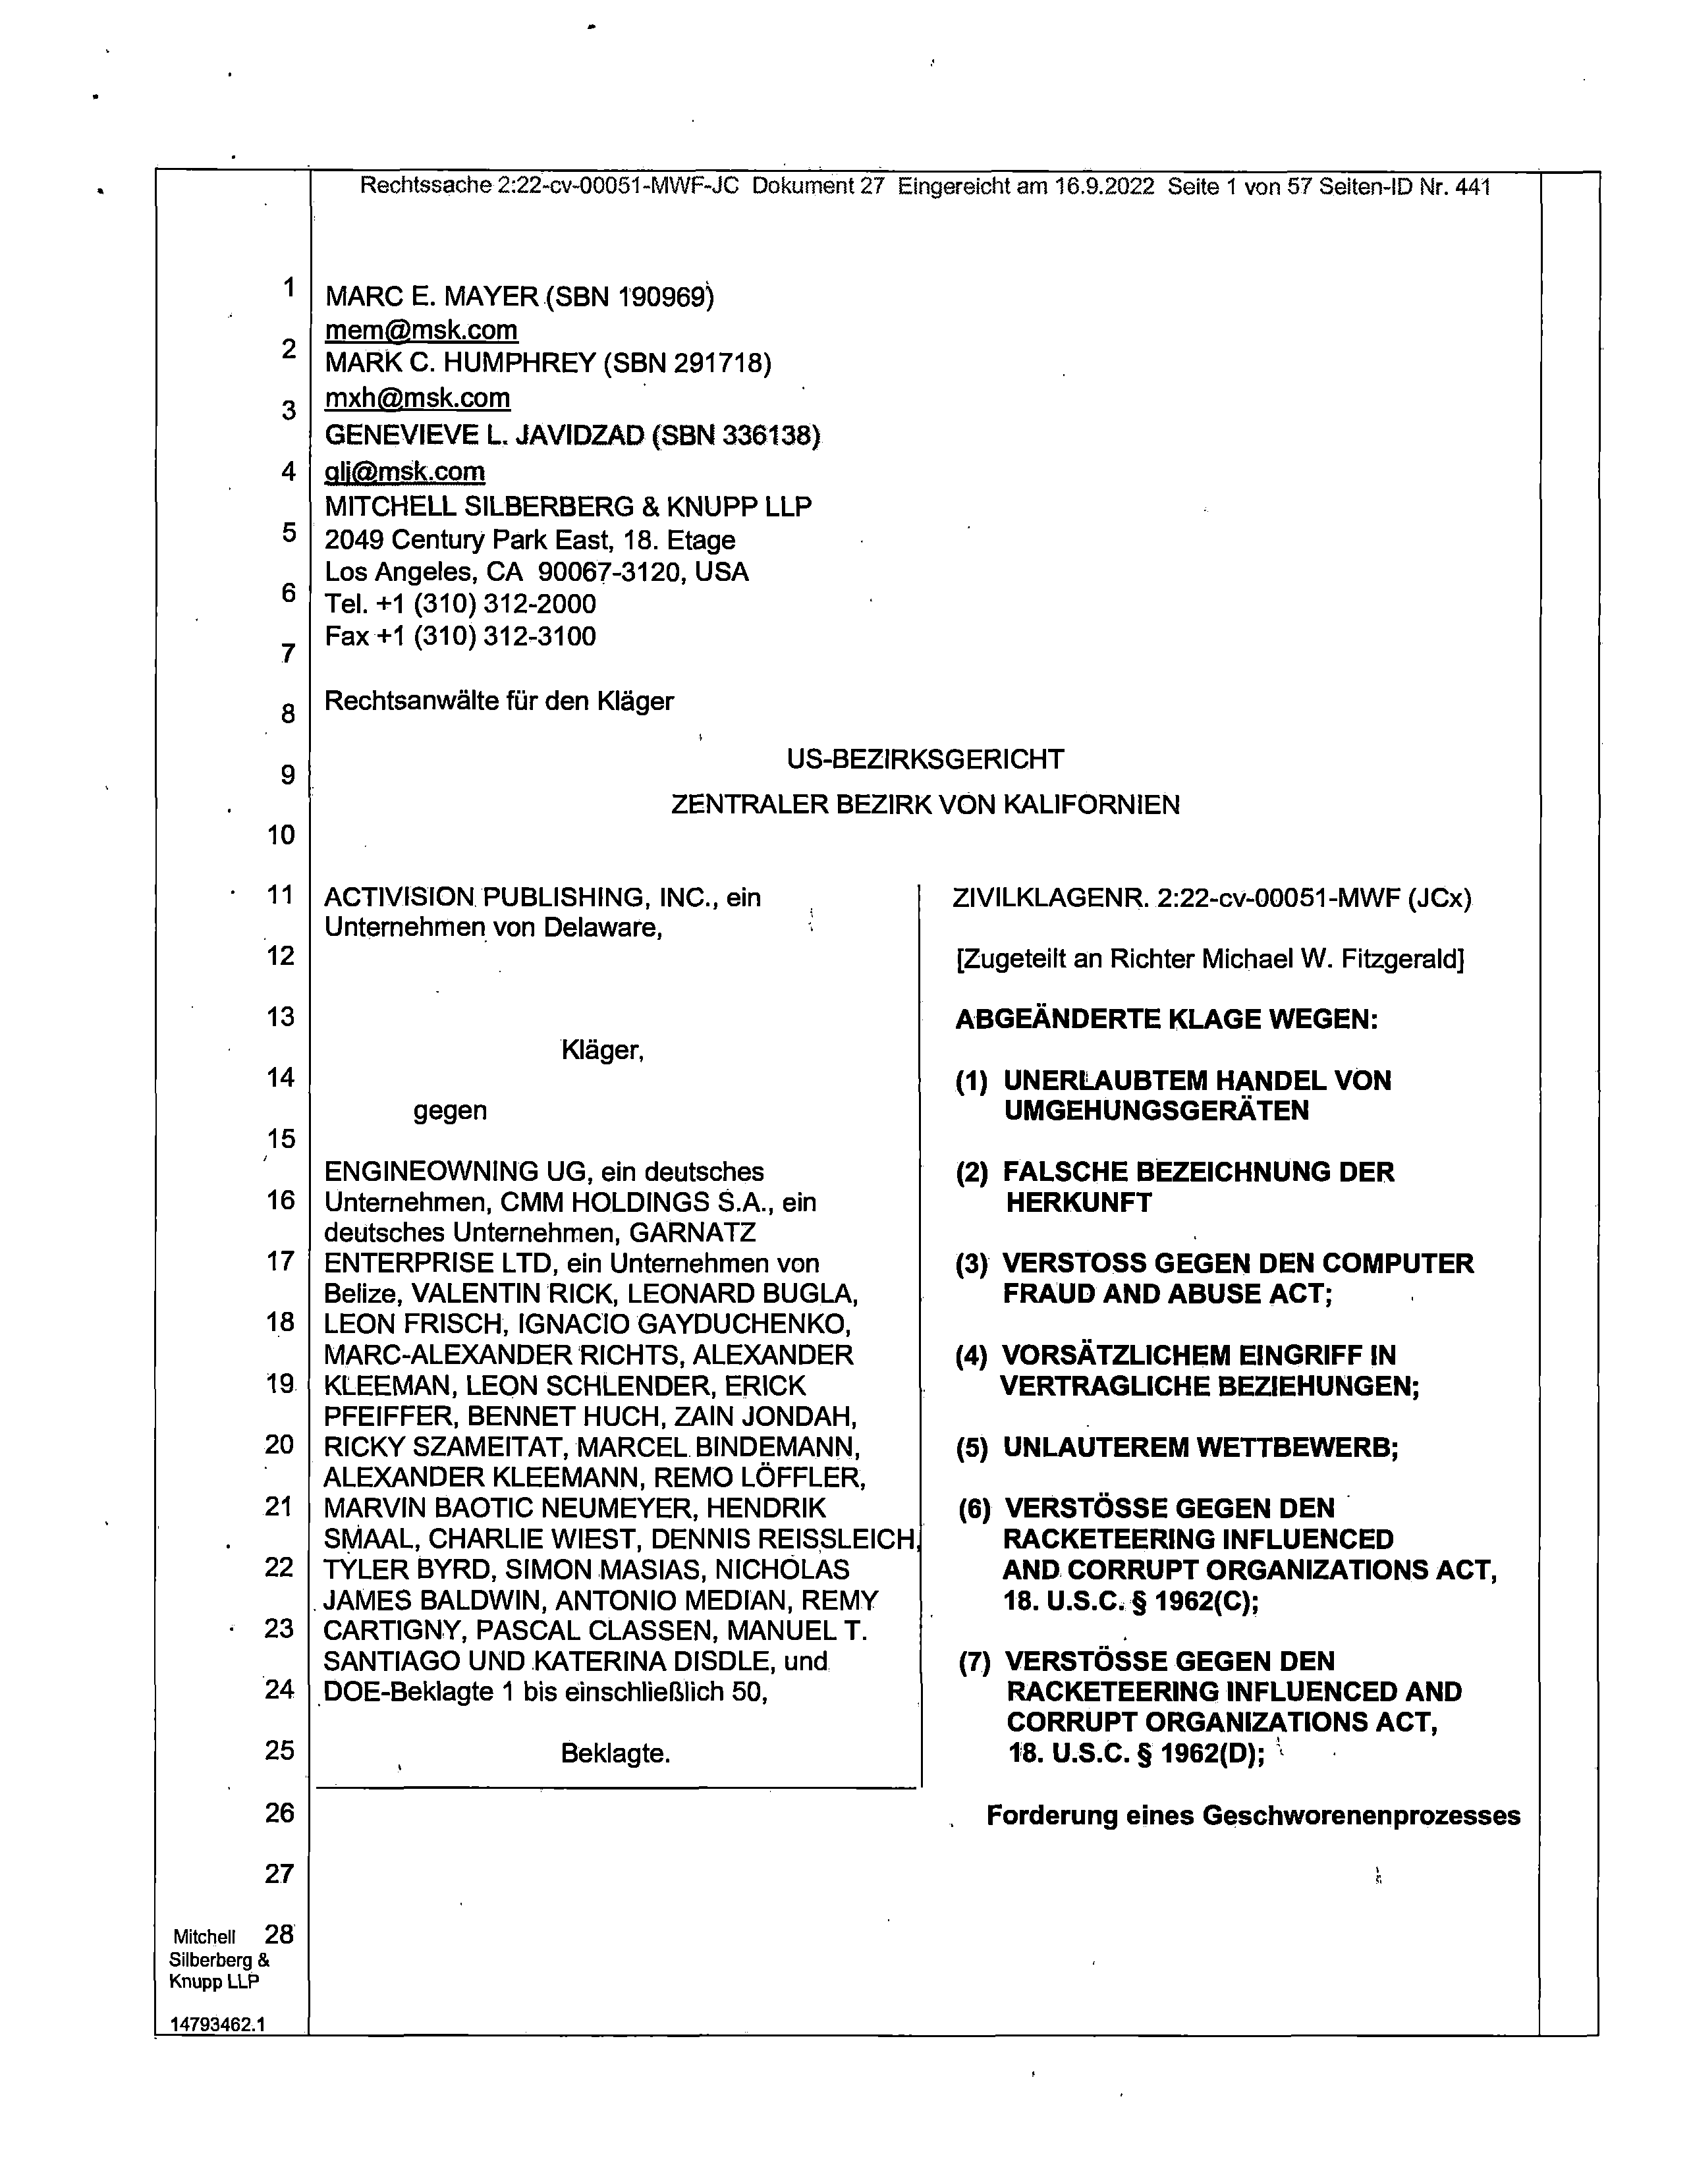 Rechtssache 2:22-cv-00051-MWF-JC Dokument 27 Eingereicht am 16.9.2022 Seite 1 von 57 Seiten-ID Nr. 441
1
MARC E. MAYER (SBN 190969)
mem@msk.com
2
MARK C. HUMPHREY (SBN 291718)
mxh@msk.com
3
GENEVIEVE L. JAVIDZAD (SBN 336138)
4
glj@msk.com
MITCHELL SILBERBERG & KNUPP LLP
5
2049 Century Park East, 18. Etage
Los Angeles, CA 90067-3120, USA
6
Tel. +1 (310) 312-2000
Fax +1 (310) 312-3100
7
Rechtsanwälte für den Kläger
8
US-BEZIRKSGERICHT
9
ZENTRALER BEZIRK VON KALIFORNIEN
10
11
ACTIVISION PUBLISHING, INC., ein
Unternehmen von Delaware,
12
13
Kläger,
14
gegen
15
ENGINEOWNING UG, ein deutsches
16 Unternehmen, CMM HOLDINGS S.A., ein
deutsches Unternehmen, GARNATZ
17 ENTERPRISE LTD, ein Unternehmen von
Belize, VALENTIN RICK, LEONARD BUGLA,
18 LEON FRISCH, IGNACIO GAYDUCHENKO,
MARC-ALEXANDER RICHTS, ALEXANDER
19 KLEEMAN, LEON SCHLENDER, ERICK
PFEIFFER, BENNET HUCH, ZAIN JONDAH,
20 RICKY SZAMEITAT, MARCEL BINDEMANN,
ALEXANDER KLEEMANN, REMO LÖFFLER,
21 MARVIN BAOTIC NEUMEYER, HENDRIK
SMAAL, CHARLIE WIEST, DENNIS REISSLEICH,
22 TYLER BYRD, SIMON MASIAS, NICHOLAS
JAMES BALDWIN, ANTONIO MEDIAN, REMY
23 CARTIGNY, PASCAL CLASSEN, MANUEL T.
SANTIAGO UND KATERINA DISDLE, und
24 DOE-Beklagte 1 bis einschließlich 50,
25
Beklagte.
ZIVILKLAGENR. 2:22-cv-00051-MWF (JCx)
[Zugeteilt an Richter Michael W. Fitzgerald]
ABGEÄNDERTE KLAGE WEGEN:
(1) UNERLAUBTEM HANDEL VON
UMGEHUNGSGERÄTEN
(2) FALSCHE BEZEICHNUNG DER
HERKUNFT
(3) VERSTOSS GEGEN DEN COMPUTER
FRAUD AND ABUSE ACT;
(4) VORSÄTZLICHEM EINGRIFF IN
VERTRAGLICHE BEZIEHUNGEN;
(5) UNLAUTEREM WETTBEWERB;
(6) VERSTÖSSE GEGEN DEN
RACKETEERING INFLUENCED
AND CORRUPT ORGANIZATIONS ACT,
18. U.S.C. § 1962(C);
(7) VERSTÖSSE GEGEN DEN
RACKETEERING INFLUENCED AND
CORRUPT ORGANIZATIONS ACT,
18. U.S.C. § 1962(D);
26
Forderung eines Geschworenenprozesses
27
28
Mitchell
Silberberg &
Knupp LLP
14793462.1